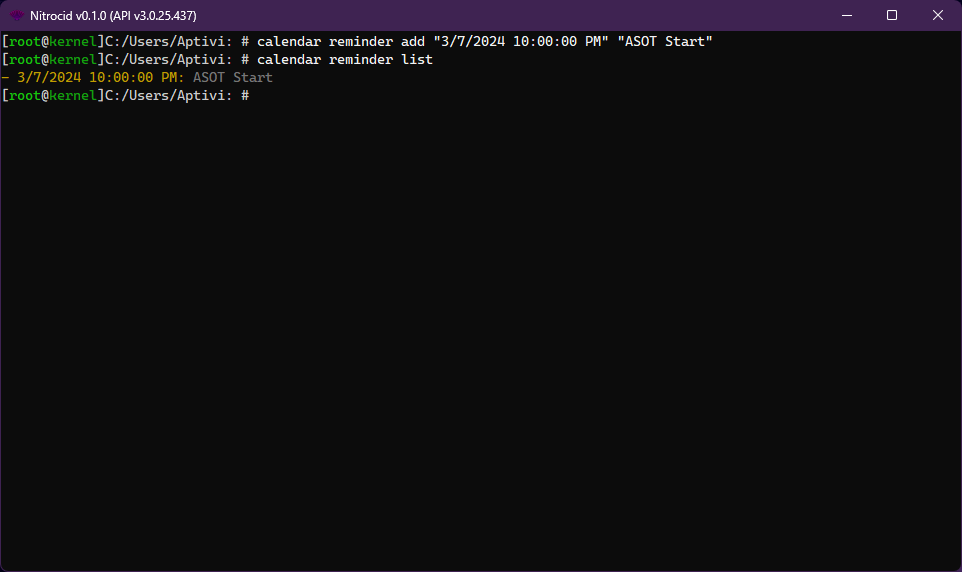 Nitrocid v0.1.0 (API v3.0.25.437)
[root@kernel]C:/Users/Aptivi: # calendar reminder add "3/7/2024 10:00:00 PM" "ASOT Start"
[root@kernel]C:/Users/Aptivi: # calendar reminder list
- 3/7/2024 10:00:00 PM: ASOT Start
[root@kernel]C:/Users/Aptivi: #